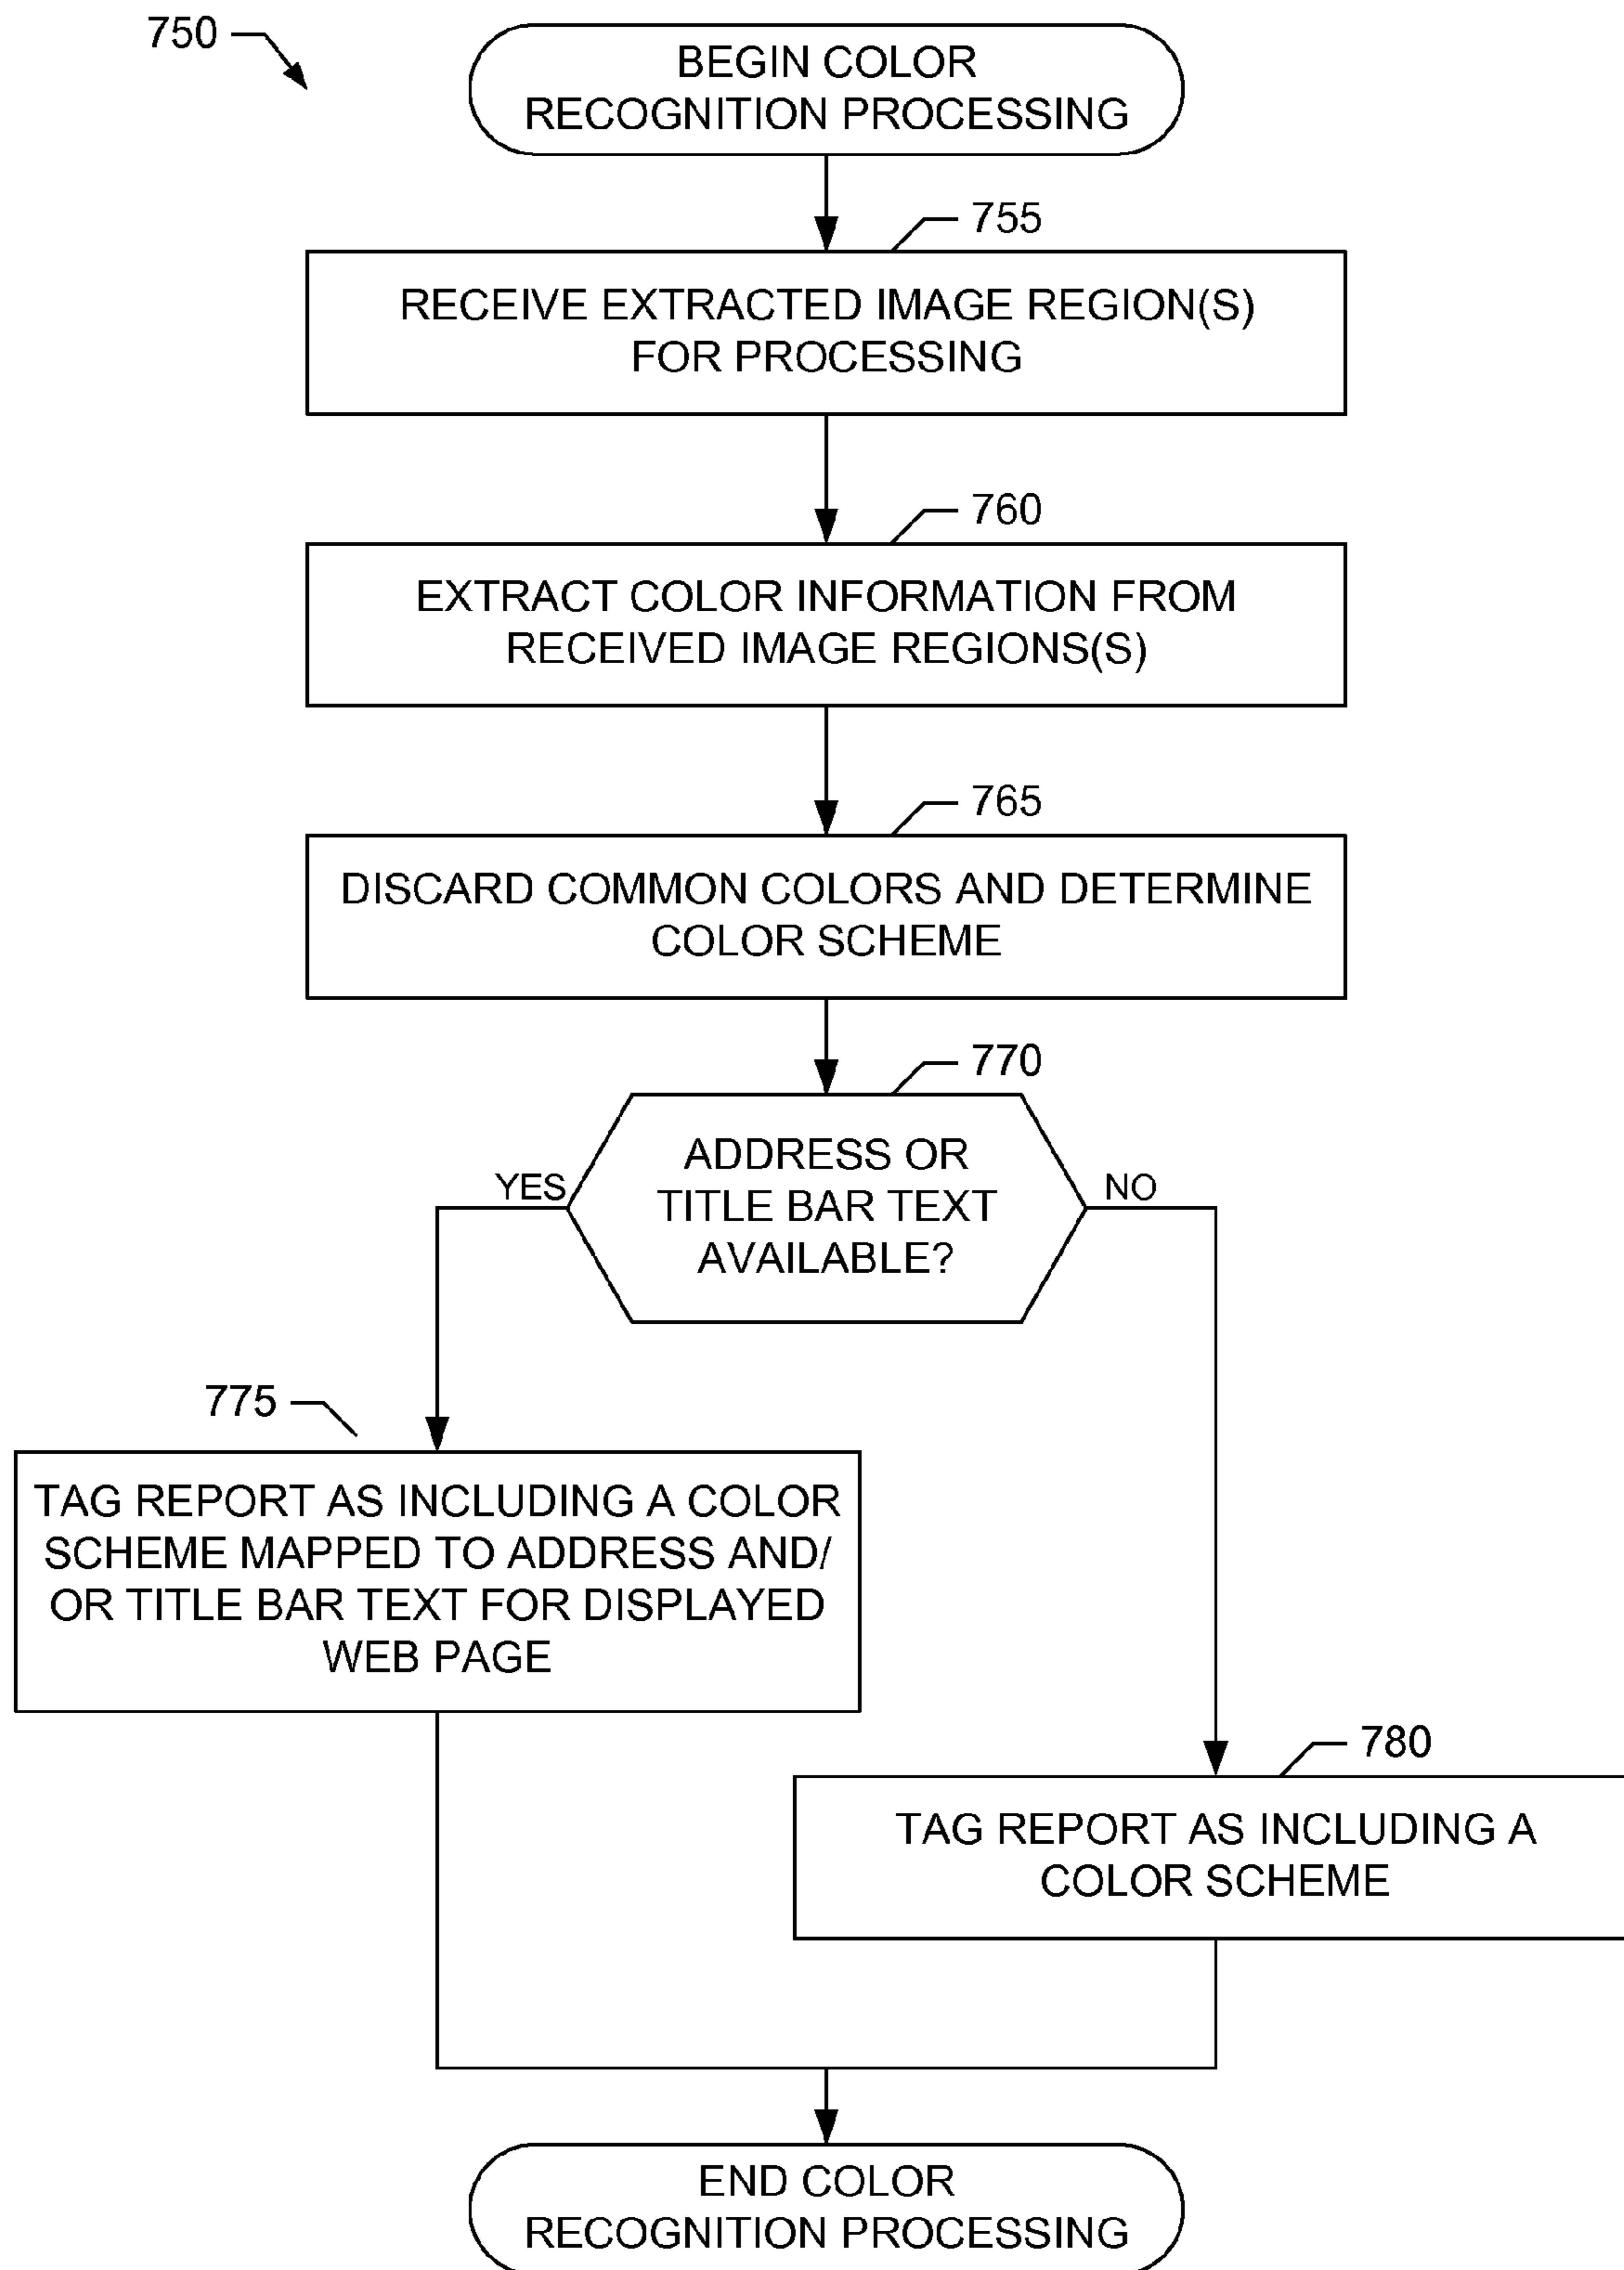 750
BEGIN COLOR
RECOGNITION PROCESSING
755
RECEIVE EXTRACTED IMAGE REGION(S)
FOR PROCESSING
760
EXTRACT COLOR INFORMATION FROM
RECEIVED IMAGE REGIONS(S)
765
DISCARD COMMON COLORS AND DETERMINE
COLOR SCHEME
770
ADDRESS OR
TITLE BAR TEXT
AVAILABLE?
YES
NO
775
TAG REPORT AS INCLUDING A COLOR
SCHEME MAPPED TO ADDRESS AND/
OR TITLE BAR TEXT FOR DISPLAYED
WEB PAGE
780
TAG REPORT AS INCLUDING A
COLOR SCHEME
END COLOR
RECOGNITION PROCESSING